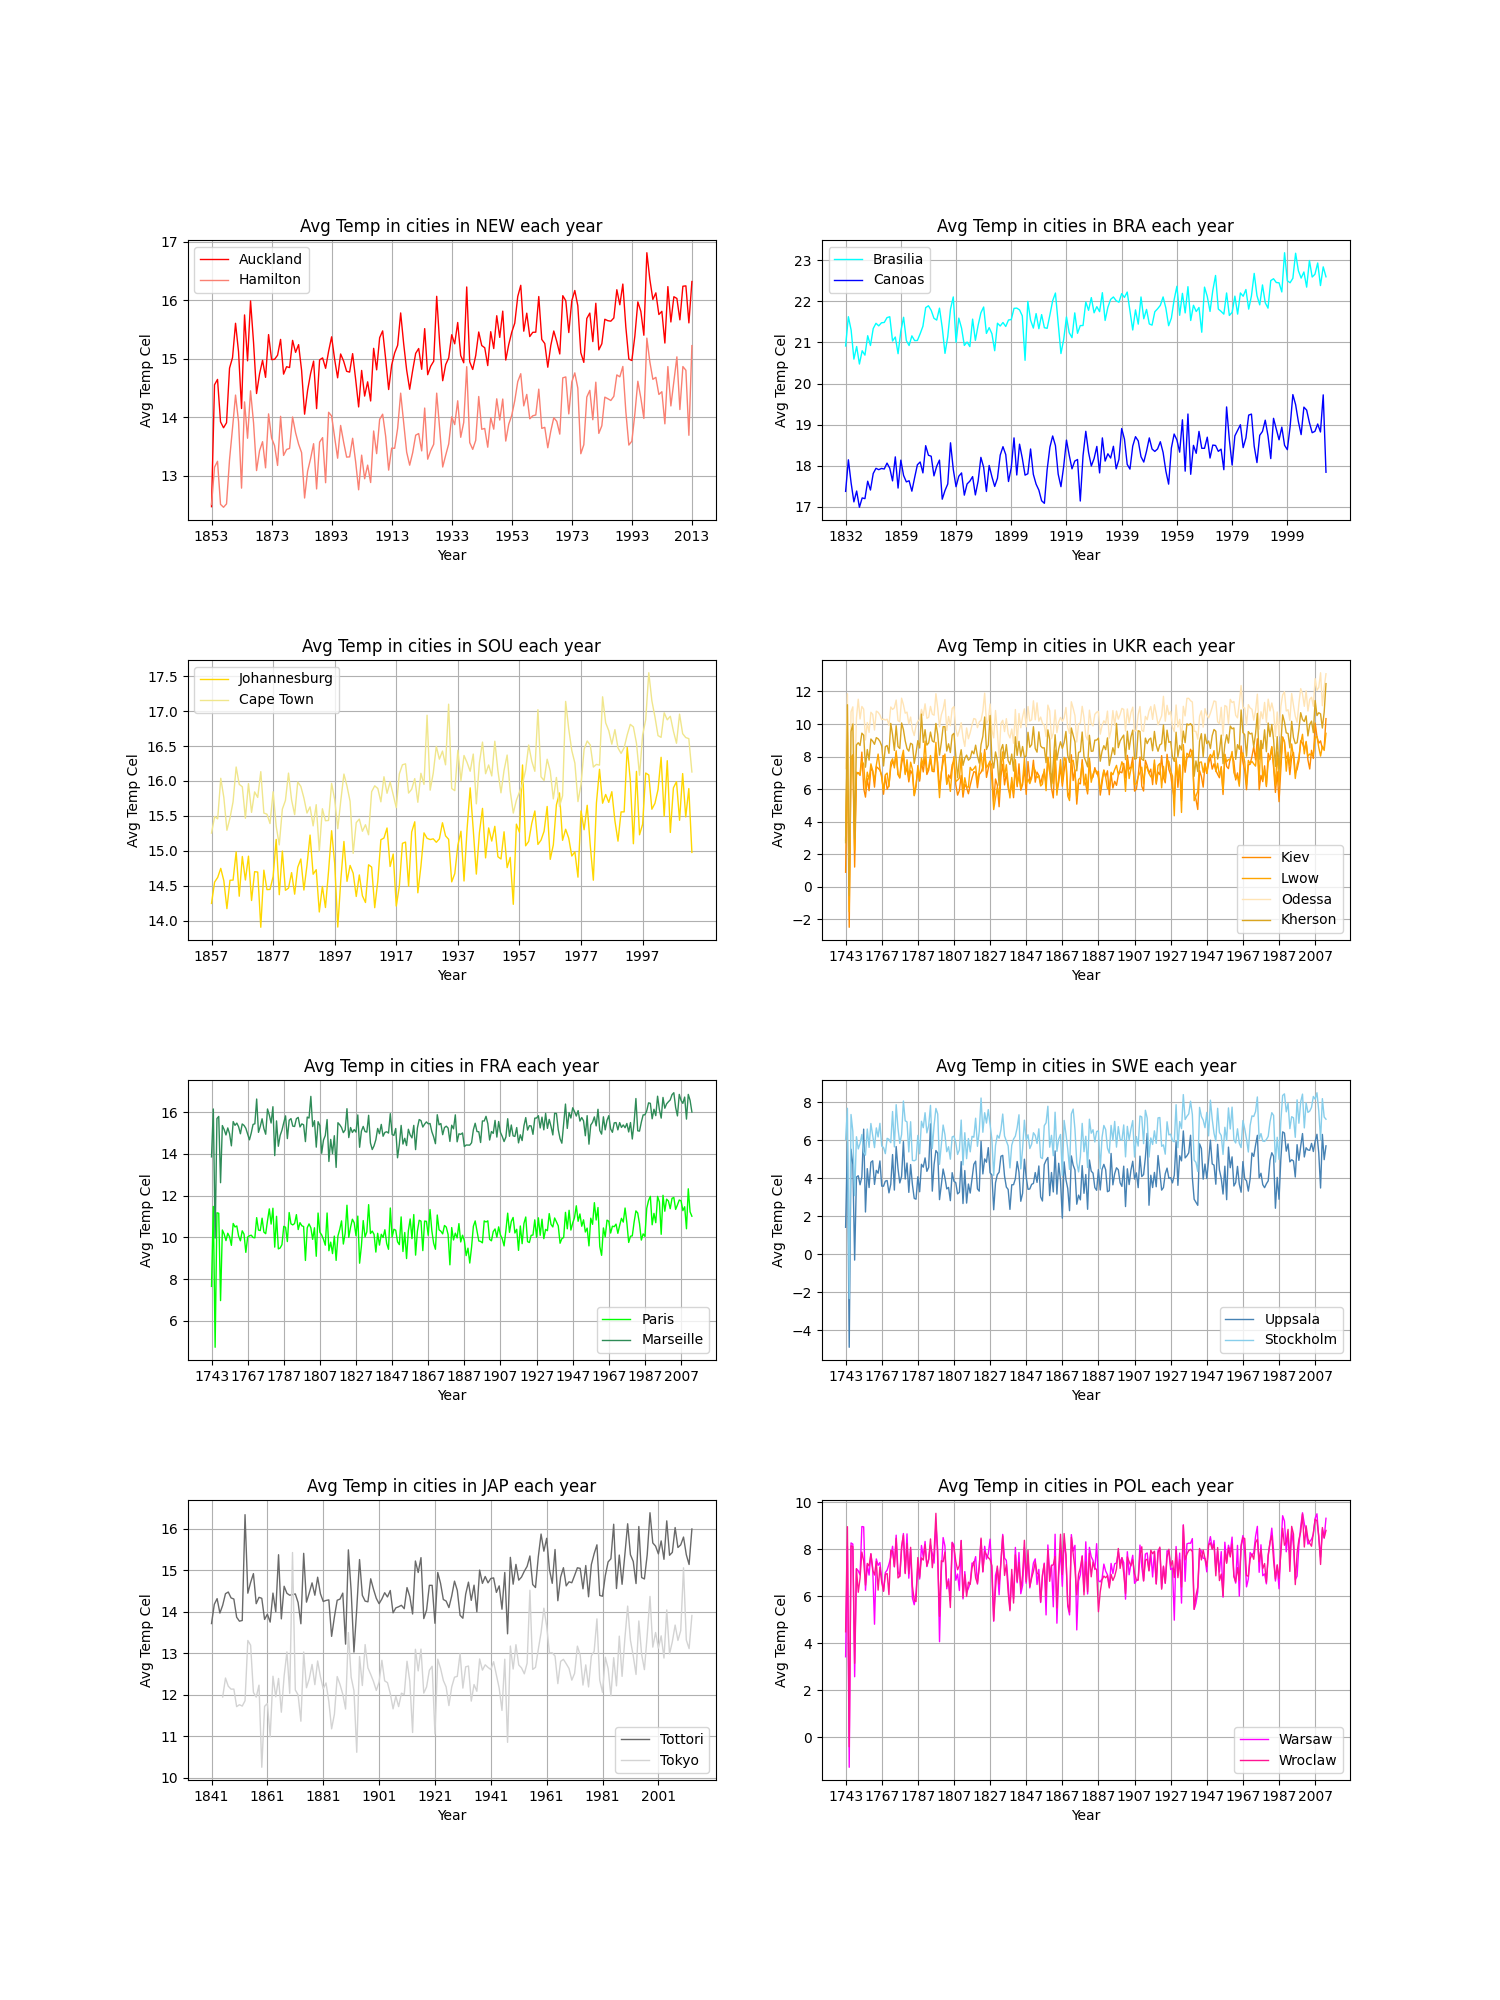 Avg Temp in cities in NEW each year
Avg Temp Cel
17
16
15
14
13
Auckland
Hamilton
1853 1873 1893 1913 1933 1953 1973 1993 2013
Year
Avg Temp in cities in BRA each year
Avg Temp Cel
23
22
21
20
19
18
17
Brasilia
Canoas
1832 1859 1879 1899 1919 1939 1959 1979 1999
Year
Avg Temp in cities in SOU each year
Avg Temp Cel
17.5
17.0
16.5
16.0
15.5
15.0
14.5
14.0
Johannesburg
Cape Town
1857 1877 1897 1917 1937 1957 1977 1997
Year
Avg Temp in cities in UKR each year
Avg Temp Cel
12
10
8
6
4
2
0
−2
Kiev
Lwow
Odessa
Kherson
1743 1767 1787 1807 1827 1847 1867 1887 1907 1927 1947 1967 1987 2007
Year
Avg Temp in cities in FRA each year
Avg Temp Cel
16
14
12
10
8
6
Paris
Marseille
1743 1767 1787 1807 1827 1847 1867 1887 1907 1927 1947 1967 1987 2007
Year
Avg Temp in cities in SWE each year
Avg Temp Cel
8
6
4
2
0
−2
−4
Uppsala
Stockholm
1743 1767 1787 1807 1827 1847 1867 1887 1907 1927 1947 1967 1987 2007
Year
Avg Temp in cities in JAP each year
Avg Temp Cel
16
15
14
13
12
11
10
Tottori
Tokyo
1841 1861 1881 1901 1921 1941 1961 1981 2001
Year
Avg Temp in cities in POL each year
Avg Temp Cel
10
8
6
4
2
0
Warsaw
Wroclaw
1743 1767 1787 1807 1827 1847 1867 1887 1907 1927 1947 1967 1987 2007
Year